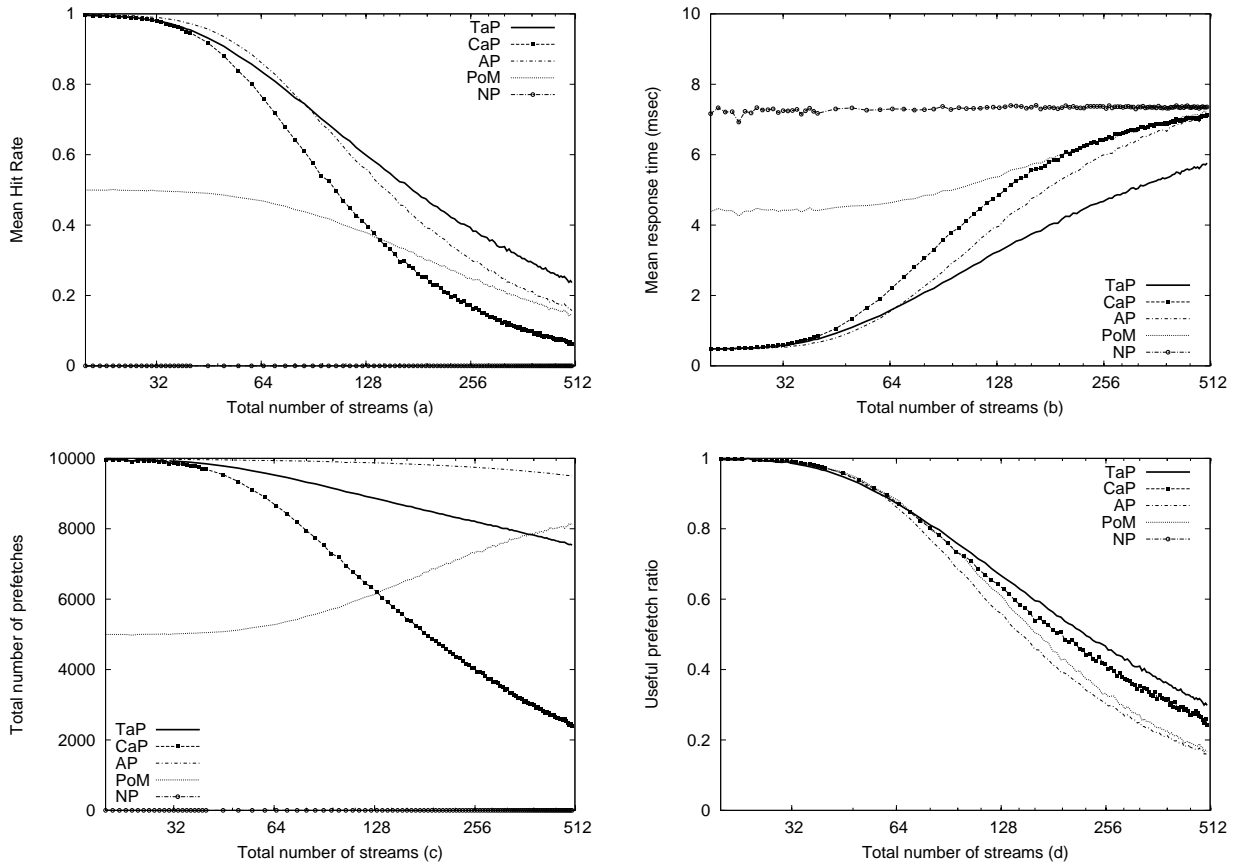 1
0.8
0.6
0.4
0.2
0
Mean Hit Rate
32 64 128 256 512
Total number of streams (a)
TaP
CaP
AP
PoM
NP
10
8
6
4
2
0
Mean response time (msec)
32 64 128 256 512
Total number of streams (b)
TaP
CaP
AP
PoM
NP
10000
8000
6000
4000
2000
0
Total number of prefetches
TaP
CaP
AP
PoM
NP
32 64 128 256 512
Total number of streams (c)
1
0.8
0.6
0.4
0.2
0
Useful prefetch ratio
TaP
CaP
AP
PoM
NP
32 64 128 256 512
Total number of streams (d)